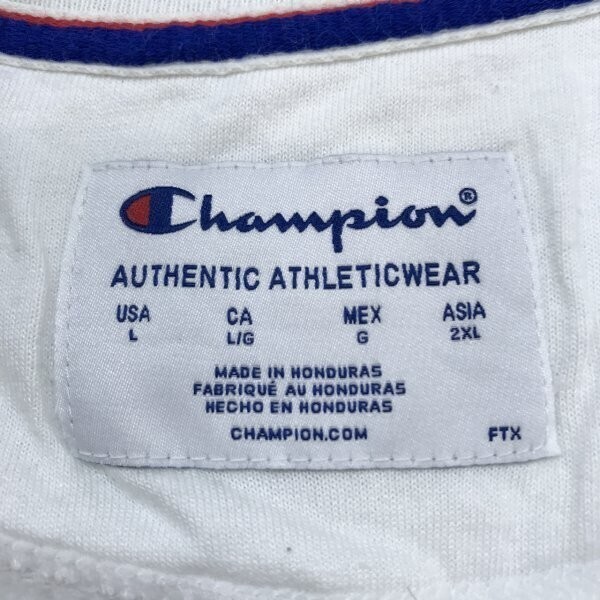 Champion®
AUTHENTIC ATHLETICWEAR
USA CA MEX ASIA
L L/G G 2XL
MADE IN HONDURAS
FABRIQUÉ AU HONDURAS
HECHO EN HONDURAS
CHAMPION.COM FTX